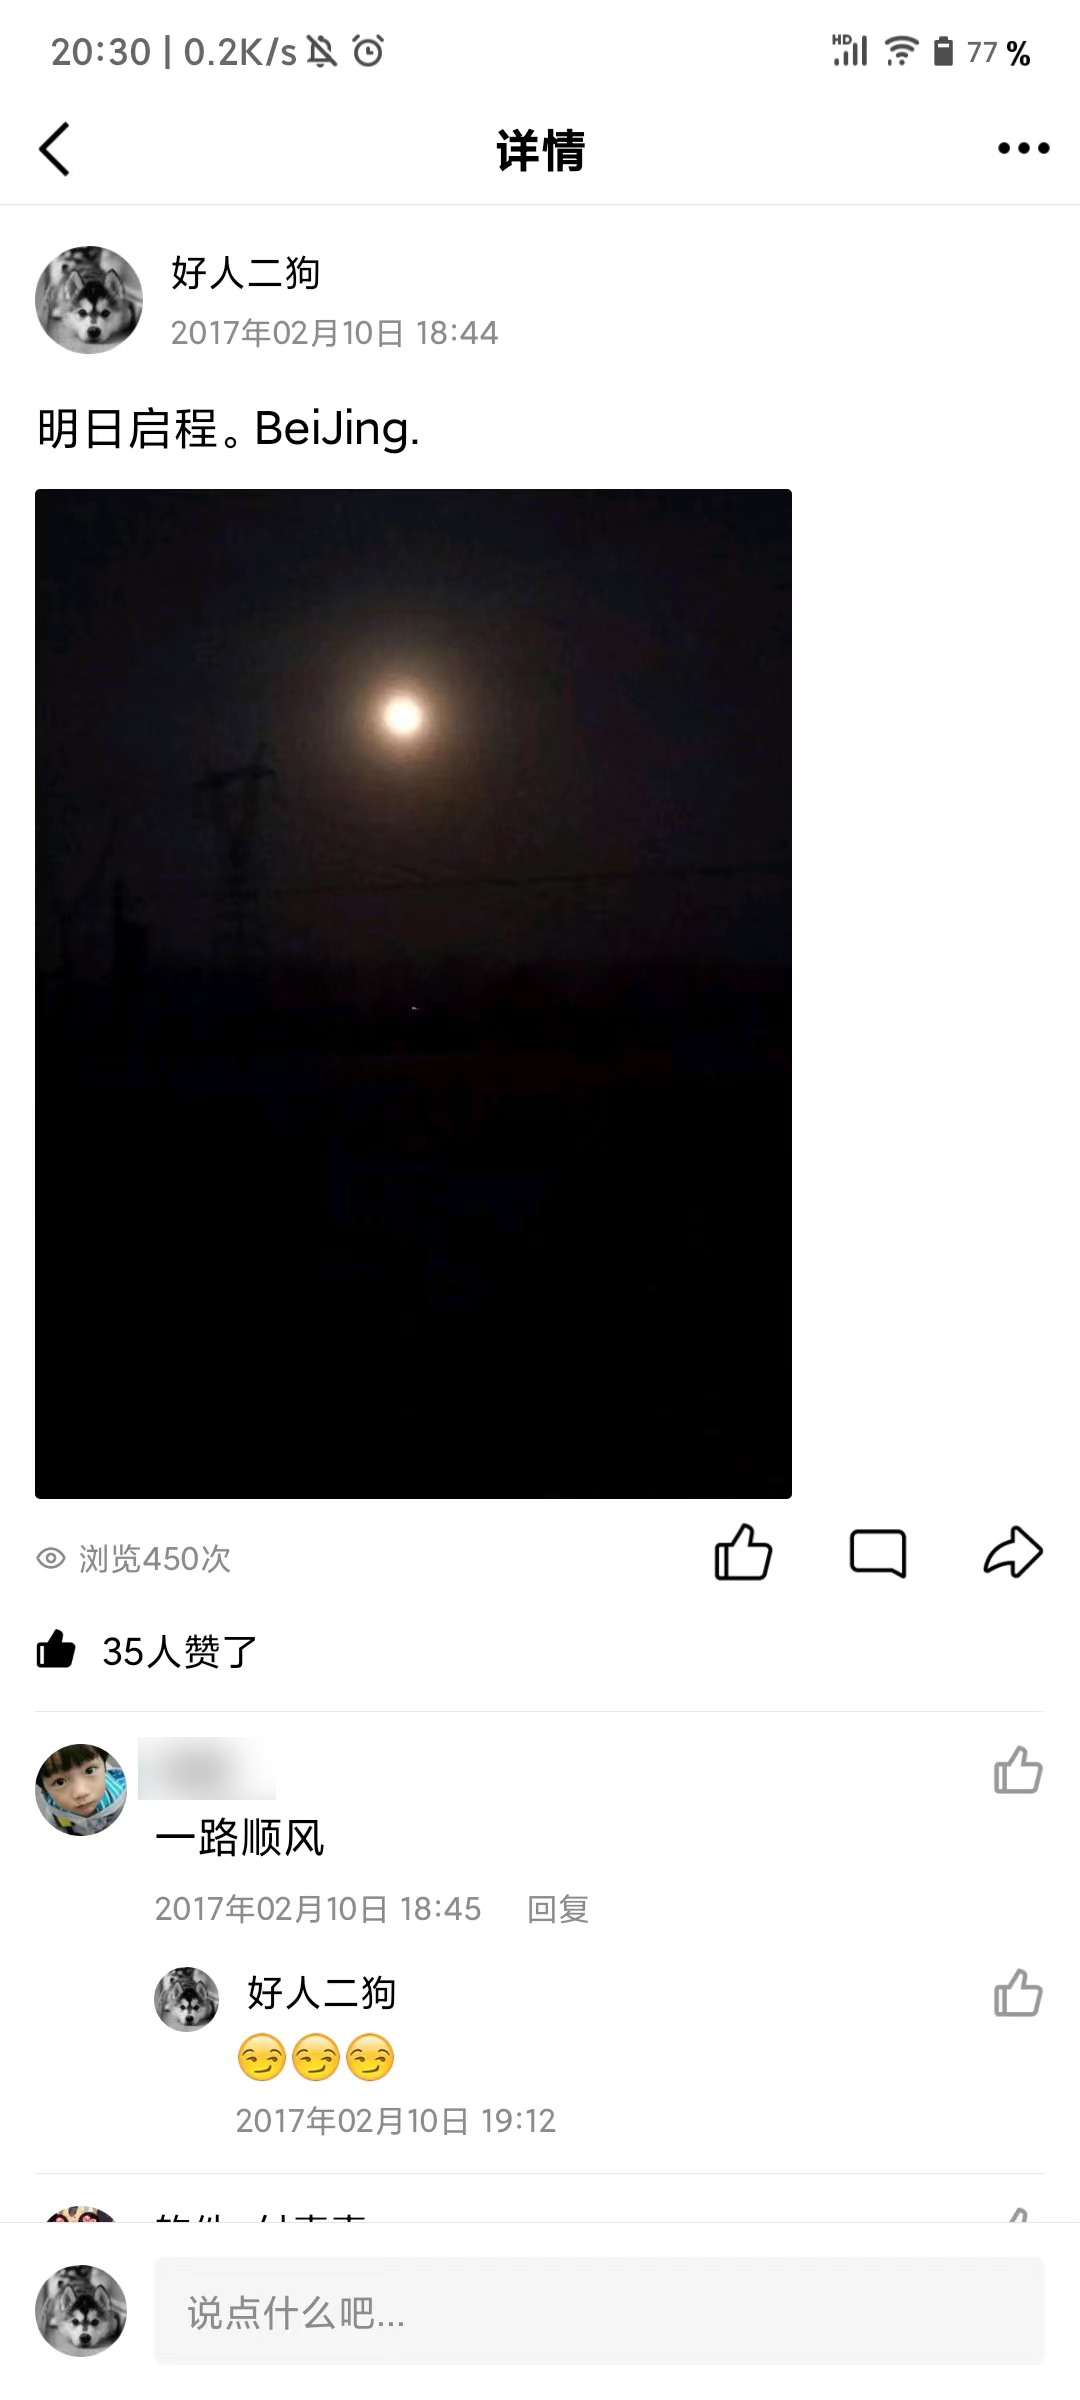 20:30 | 0.2K/s
HD 77 %
详情
好人二狗
2017年02月10日 18:44
明日启程。BeiJing.
浏览450次
35人赞了
一路顺风
2017年02月10日 18:45 回复
好人二狗
2017年02月10日 19:12
说点什么吧...